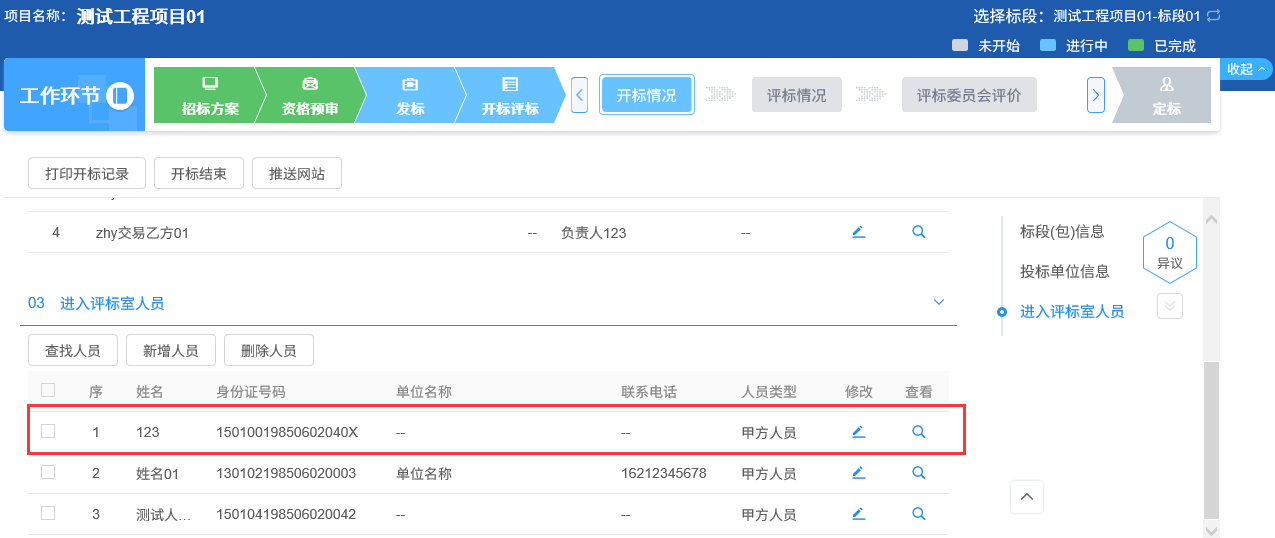 项目名称： 测试工程项目01
选择标段：测试工程项目01-标段01
未开始 进行中 已完成
收起
工作环节
招标方案 资格预审 发标 开标评标 开标情况 评标情况 评标委员会评价 定标
打印开标记录 开标结束 推送网站
4 zhy交易乙方01 -- 负责人123 --
标段(包)信息
0
异议
投标单位信息
进入评标室人员
03 进入评标室人员
查找人员 新增人员 删除人员
序 姓名 身份证号码 单位名称 联系电话 人员类型 修改 查看
1 123 15010019850602040X -- -- 甲方人员
2 姓名01 130102198506020003 单位名称 16212345678 甲方人员
3 测试人... 150104198506020042 -- -- 甲方人员